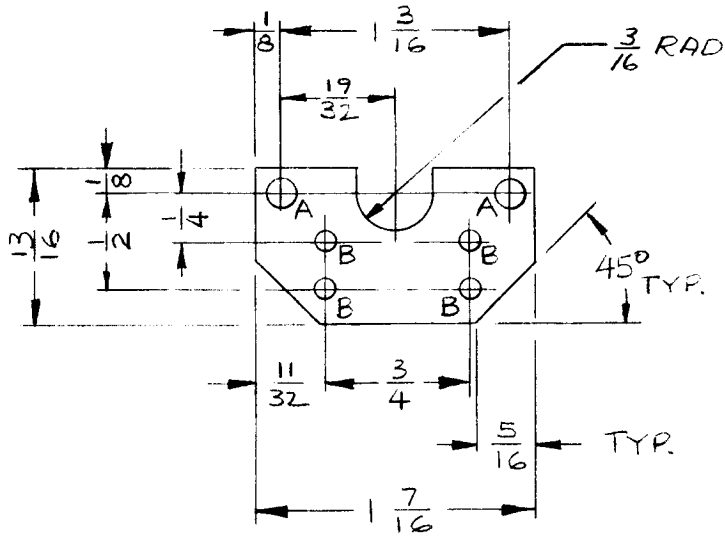 1/8
1 3/16
3/16 RAD
19/32
1/8
A
A
1/4
13/16
1/2
B
B
45°
TYP.
B
B
11/32
3/4
5/16
TYP.
1 7/16